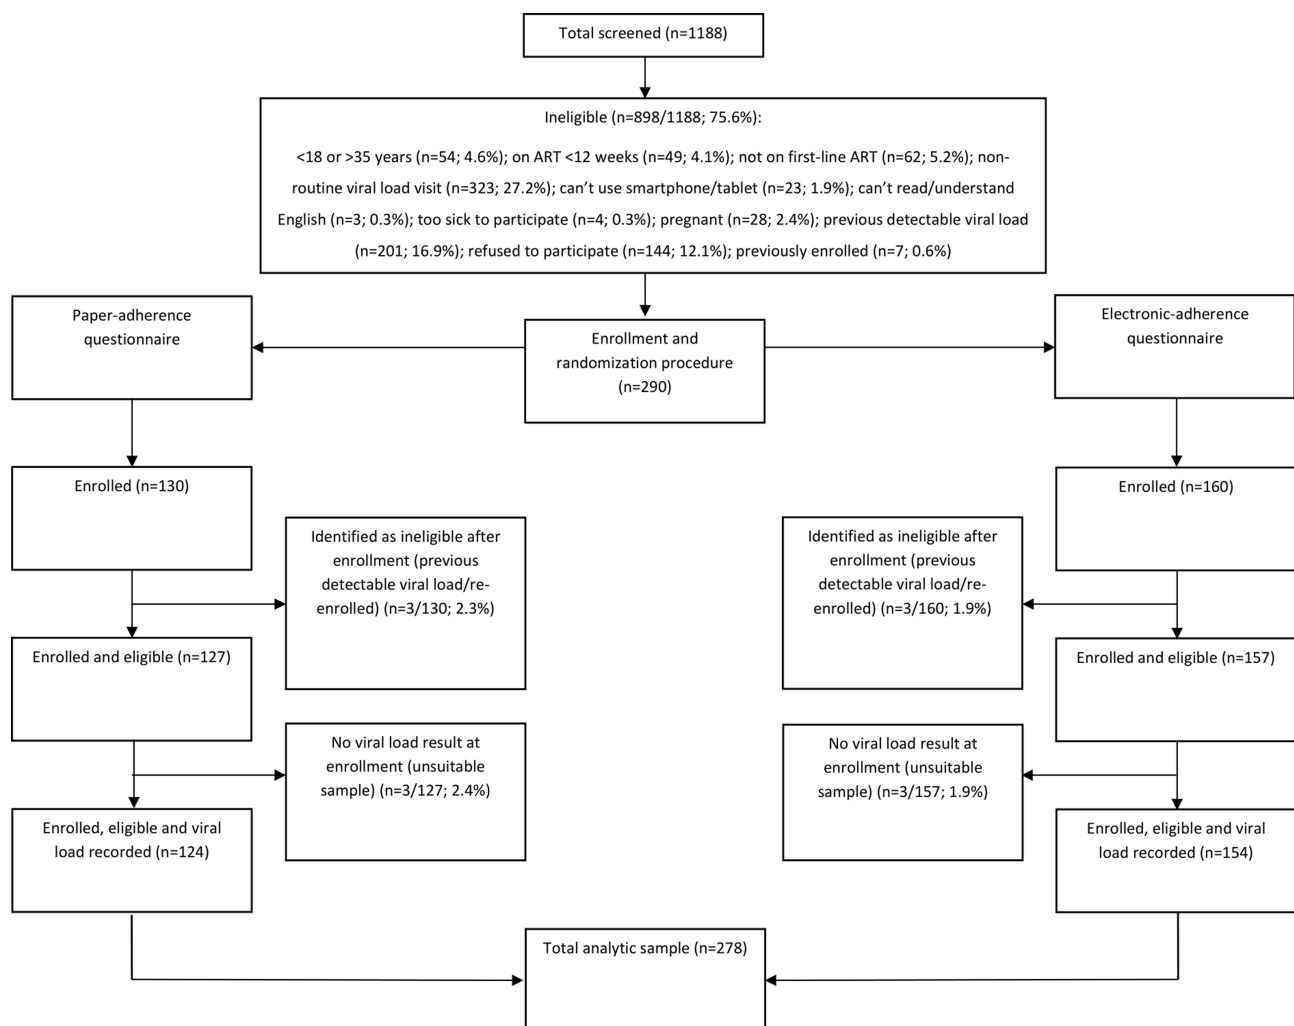 Total screened (n=1188)
Ineligible (n=898/1188; 75.6%):
<18 or >35 years (n=54; 4.6%); on ART <12 weeks (n=49; 4.1%); not on first-line ART (n=62; 5.2%); non-
routine viral load visit (n=323; 27.2%); can’t use smartphone/tablet (n=23; 1.9%); can’t read/understand
English (n=3; 0.3%); too sick to participate (n=4; 0.3%); pregnant (n=28; 2.4%); previous detectable viral load
(n=201; 16.9%); refused to participate (n=144; 12.1%); previously enrolled (n=7; 0.6%)
Paper-adherence
questionnaire
Enrollment and
randomization procedure
(n=290)
Electronic-adherence
questionnaire
Enrolled (n=130)
Enrolled (n=160)
Identified as ineligible after
enrollment (previous
detectable viral load/re-
enrolled) (n=3/130; 2.3%)
Identified as ineligible after
enrollment (previous
detectable viral load/re-
enrolled) (n=3/160; 1.9%)
Enrolled and eligible (n=127)
Enrolled and eligible (n=157)
No viral load result at
enrollment (unsuitable
sample) (n=3/127; 2.4%)
No viral load result at
enrollment (unsuitable
sample) (n=3/157; 1.9%)
Enrolled, eligible and viral
load recorded (n=124)
Enrolled, eligible and viral
load recorded (n=154)
Total analytic sample (n=278)